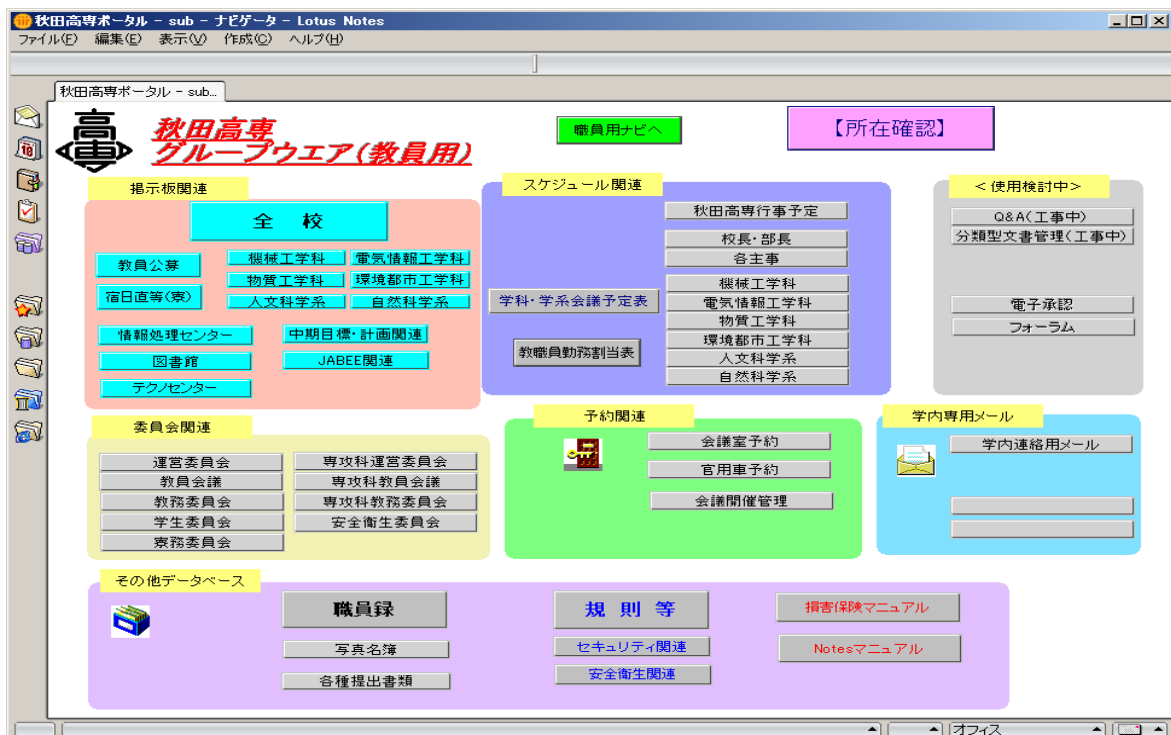 秋田高専ポータル - sub - ナビゲータ - Lotus Notes
ファイル(F) 編集(E) 表示(V) 作成(C) ヘルプ(H)
秋田高専ポータル - sub...
高専
秋田高専
グループウエア(教員用)
職員用ナビへ
【所在確認】
掲示板関連
全 校
教員公募
機械工学科
電気情報工学科
物質工学科
環境都市工学科
宿日直等(寮)
人文科学系
自然科学系
情報処理センター
中期目標・計画関連
図書館
JABEE関連
テクノセンター
スケジュール関連
秋田高専行事予定
校長・部長
各主事
学科・学系会議予定表
機械工学科
電気情報工学科
物質工学科
環境都市工学科
人文科学系
自然科学系
教職員勤務割当表
<使用検討中>
Q&A(工事中)
分類型文書管理(工事中)
電子承認
フォーラム
委員会関連
運営委員会
専攻科運営委員会
教員会議
専攻科教員会議
教務委員会
専攻科教務委員会
学生委員会
安全衛生委員会
寮務委員会
予約関連
会議室予約
官用車予約
会議開催管理
学内専用メール
学内連絡用メール
その他データベース
職員録
写真名簿
各種提出書類
規 則 等
セキュリティ関連
安全衛生関連
損害保険マニュアル
Notesマニュアル
オフィス